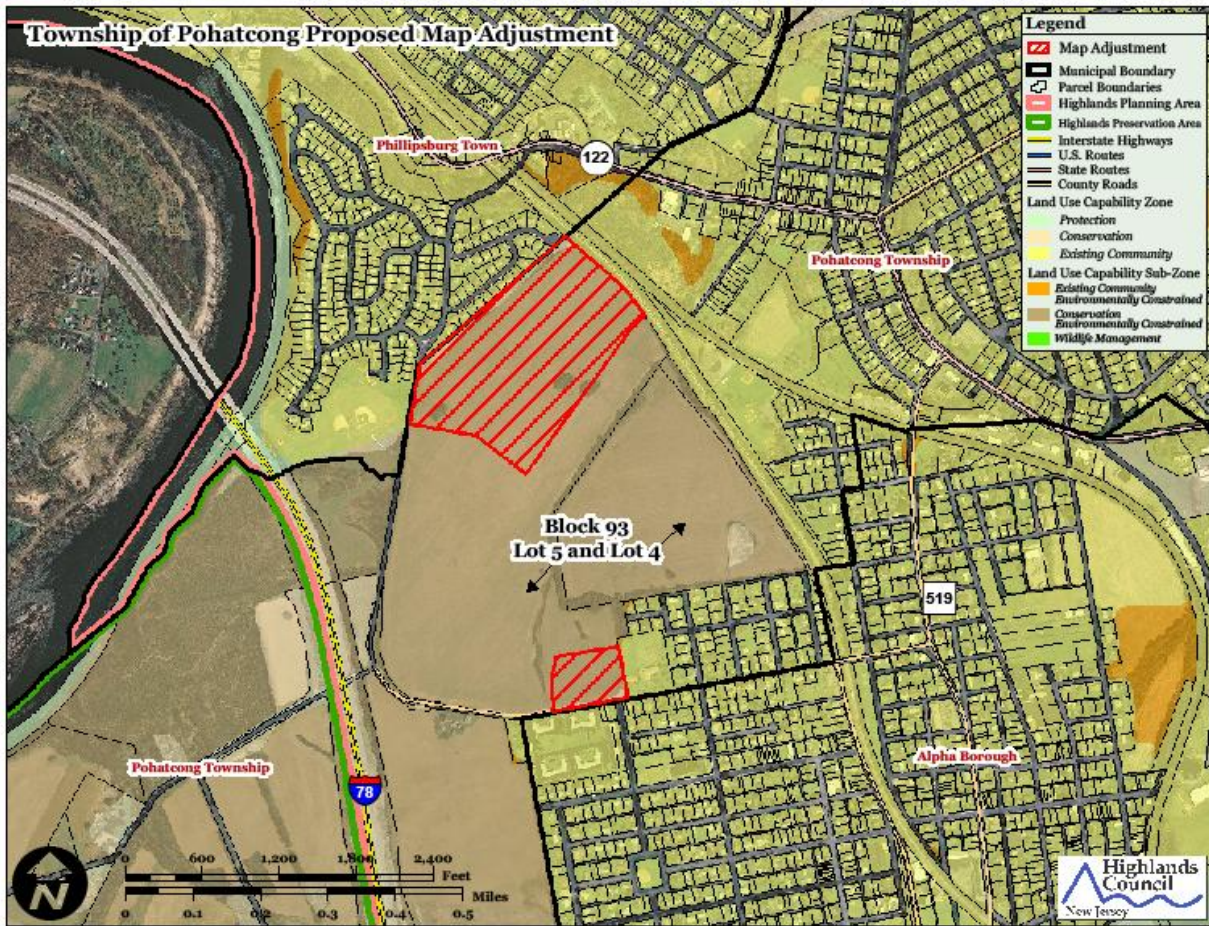 Township of Pohatcong Proposed Map Adjustment
Legend
Map Adjustment
Municipal Boundary
Parcel Boundaries
Highlands Planning Area
Highlands Preservation Area
Interstate Highways
U.S. Routes
State Routes
County Roads
Land Use Capability Zone
Protection
Conservation
Existing Community
Land Use Capability Sub-Zone
Existing Community
Environmentally Constrained
Conservation
Environmentally Constrained
Wildlife Management
Phillipsburg Town
122
Pohatcong Township
Block 93
Lot 5 and Lot 4
519
Pohatcong Township
Alpha Borough
78
N
0 600 1,200 1,800 2,400
Feet
Miles
0 0.1 0.2 0.3 0.4 0.5
Highlands
Council
New Jersey